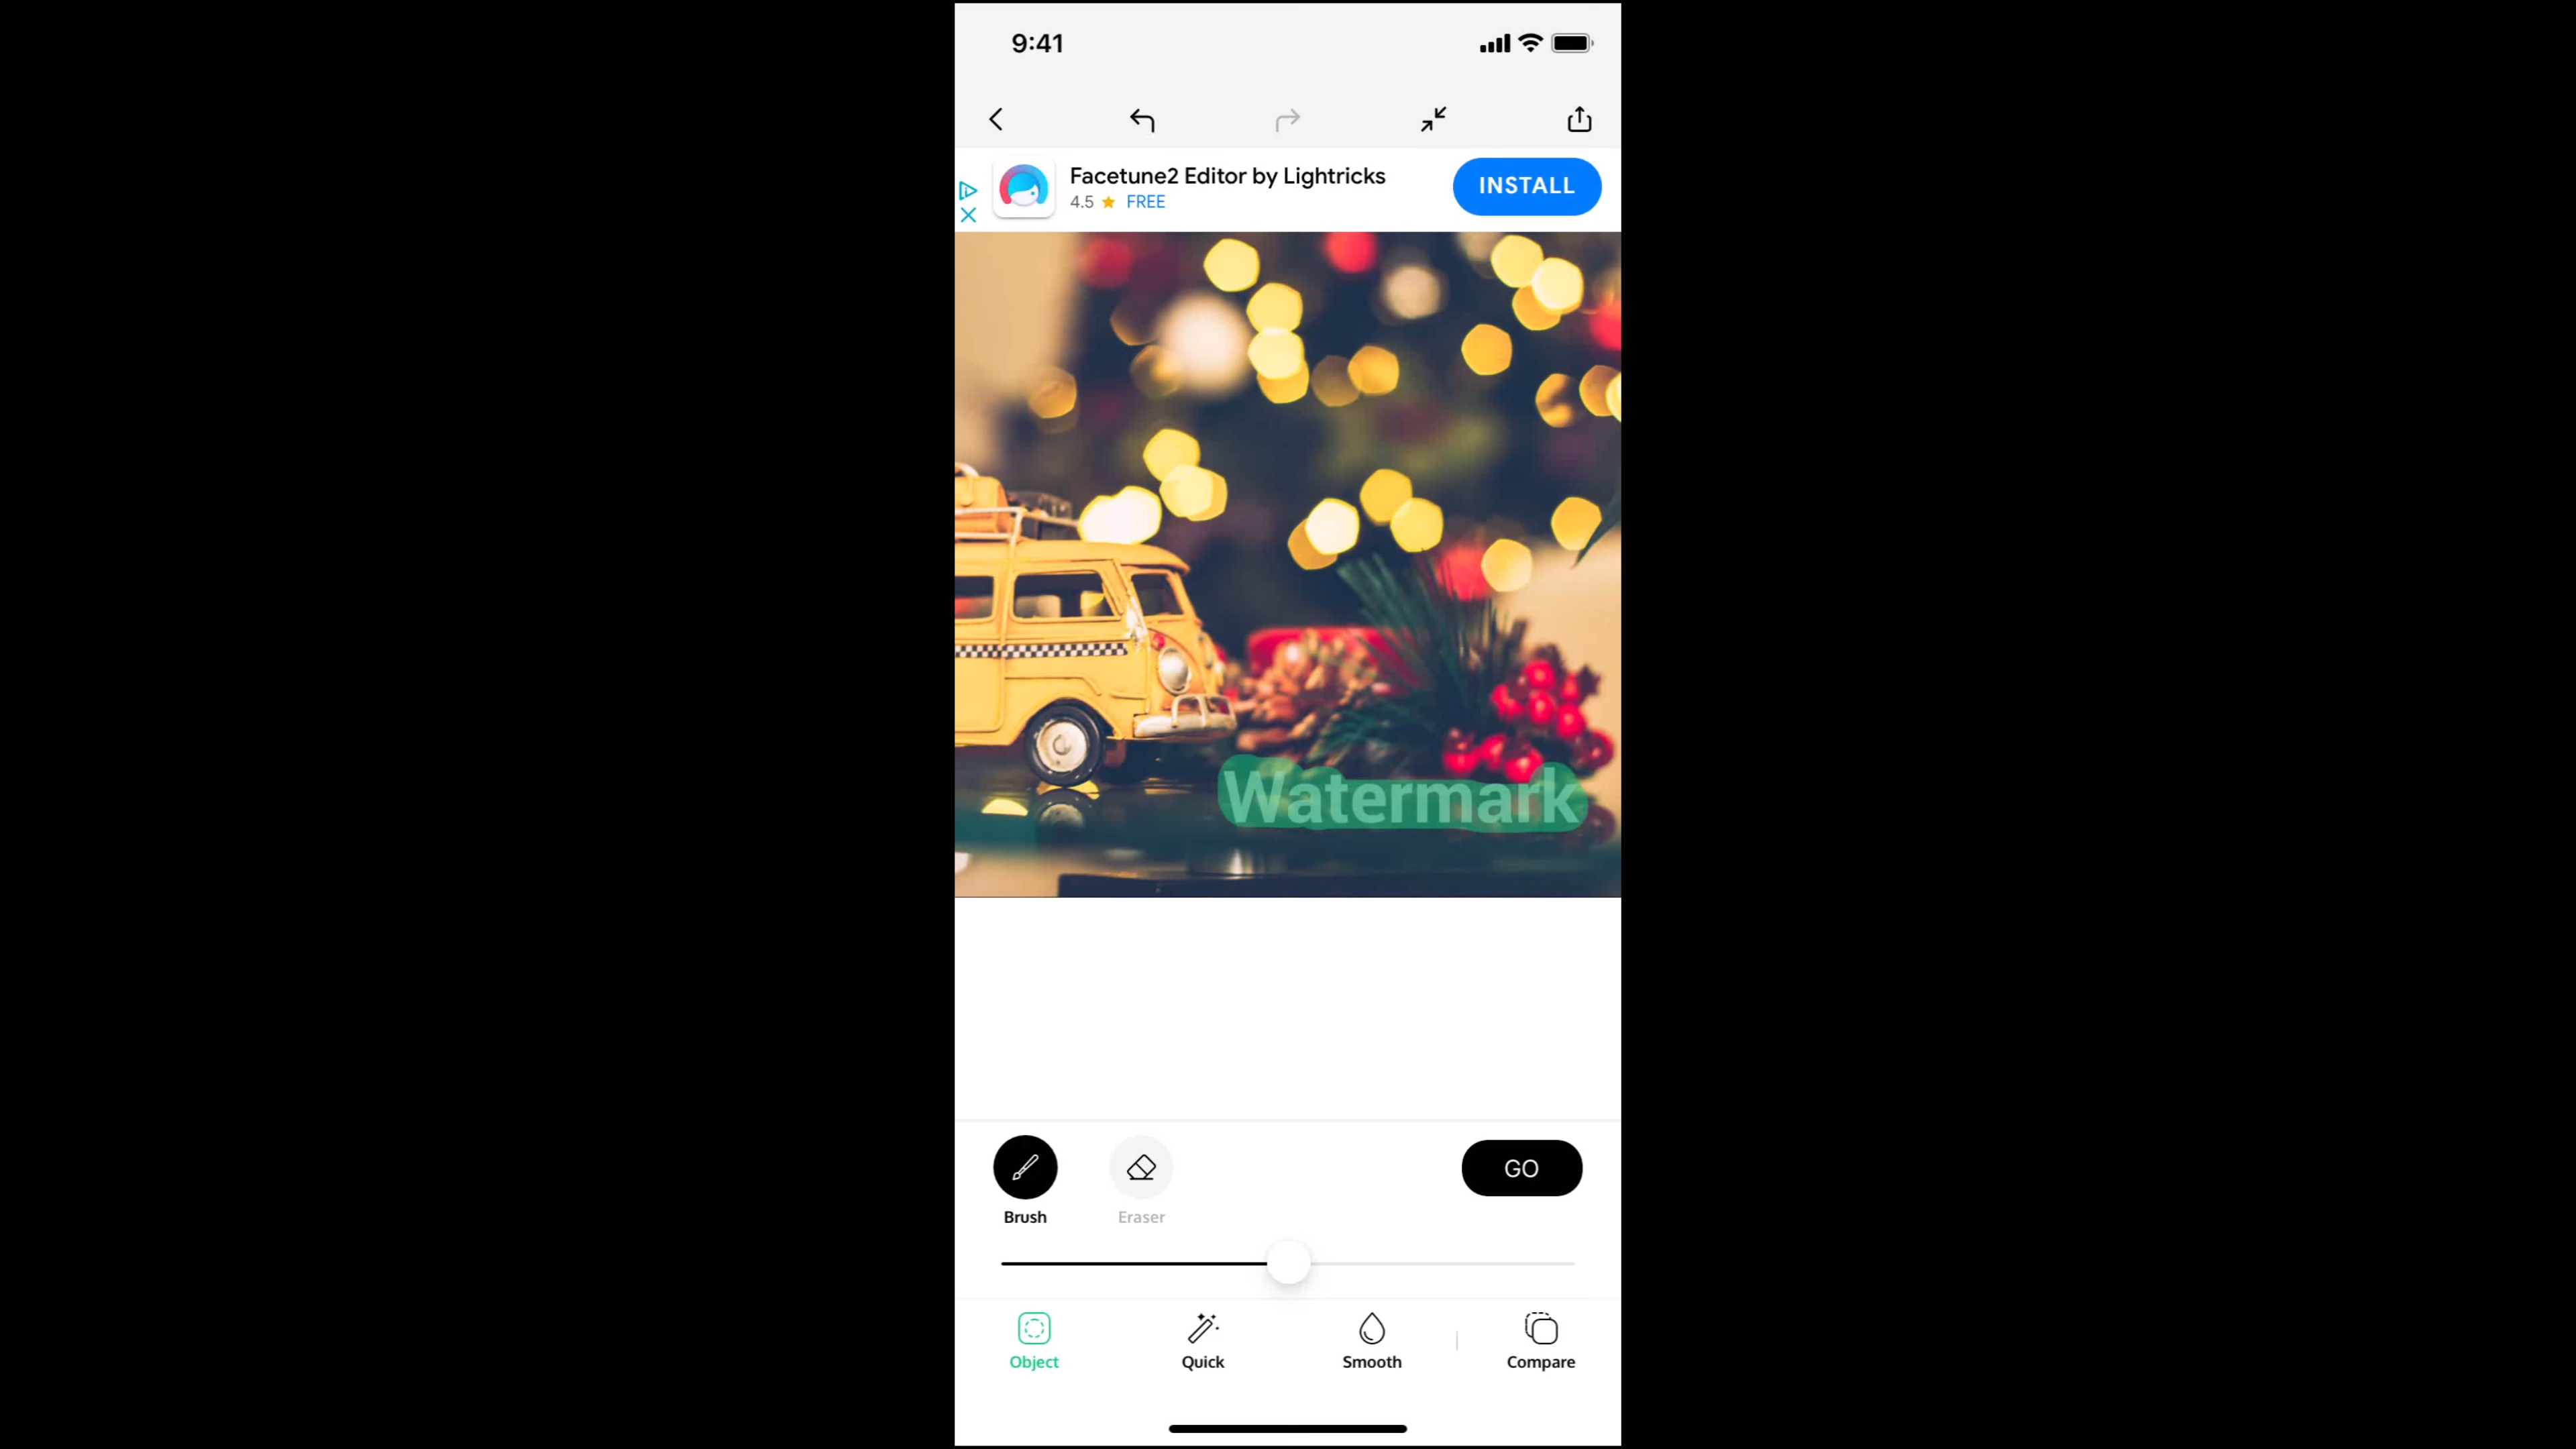 9:41
Facetune2 Editor by Lightricks
4.5 FREE
INSTALL
Watermark
Brush
Eraser
GO
Object
Quick
Smooth
Compare